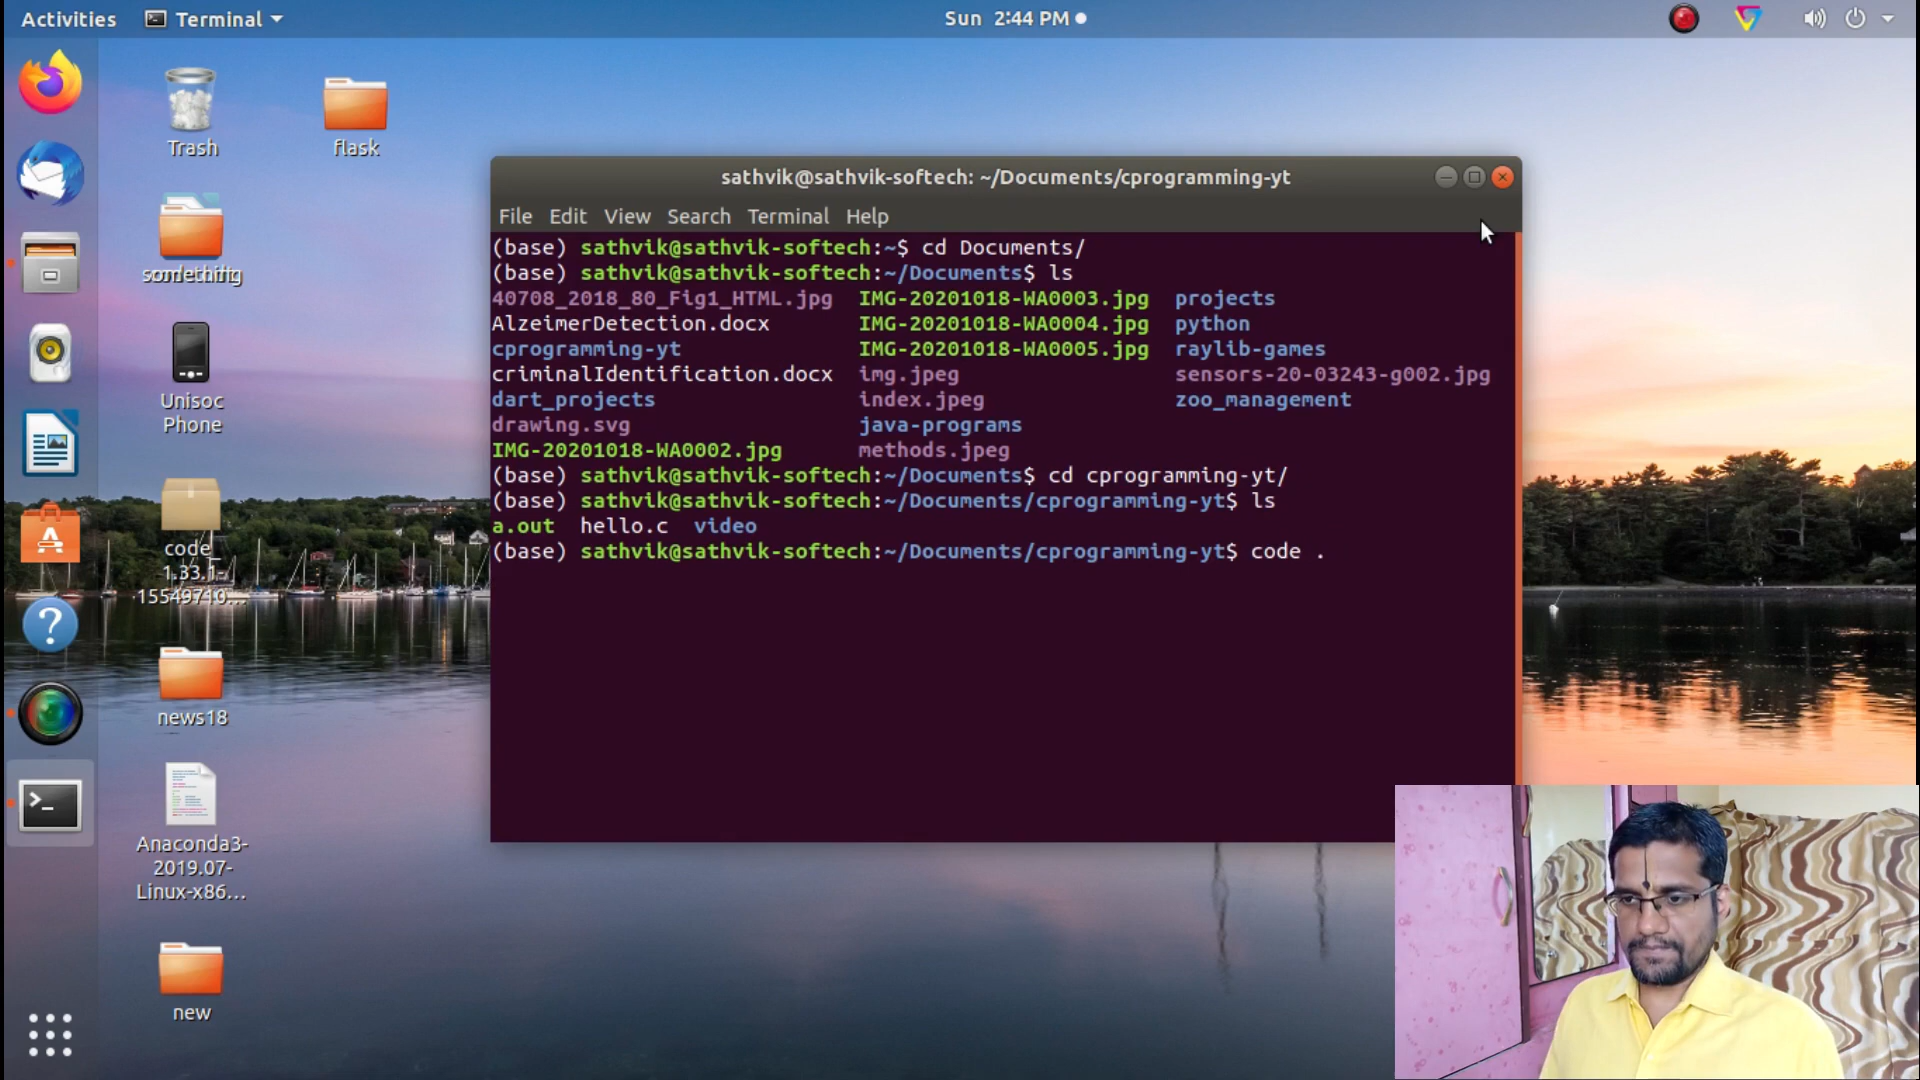 Activities Terminal Sun 2:44 PM
Trash
flask
Unisoc
Phone
code_
1.33.1-
15549710...
news18
Anaconda3-
2019.07-
Linux-x86...
new
sathvik@sathvik-softech: ~/Documents/cprogramming-yt
File Edit View Search Terminal Help
(base) sathvik@sathvik-softech:~$ cd Documents/
(base) sathvik@sathvik-softech:~/Documents$ ls
40708_2018_80_Fig1_HTML.jpg IMG-20201018-WA0003.jpg projects
AlzeimerDetection.docx IMG-20201018-WA0004.jpg python
cprogramming-yt IMG-20201018-WA0005.jpg raylib-games
criminalIdentification.docx img.jpeg sensors-20-03243-g002.jpg
dart_projects index.jpeg zoo_management
drawing.svg java-programs
IMG-20201018-WA0002.jpg methods.jpeg
(base) sathvik@sathvik-softech:~/Documents$ cd cprogramming-yt/
(base) sathvik@sathvik-softech:~/Documents/cprogramming-yt$ ls
a.out hello.c video
(base) sathvik@sathvik-softech:~/Documents/cprogramming-yt$ code .